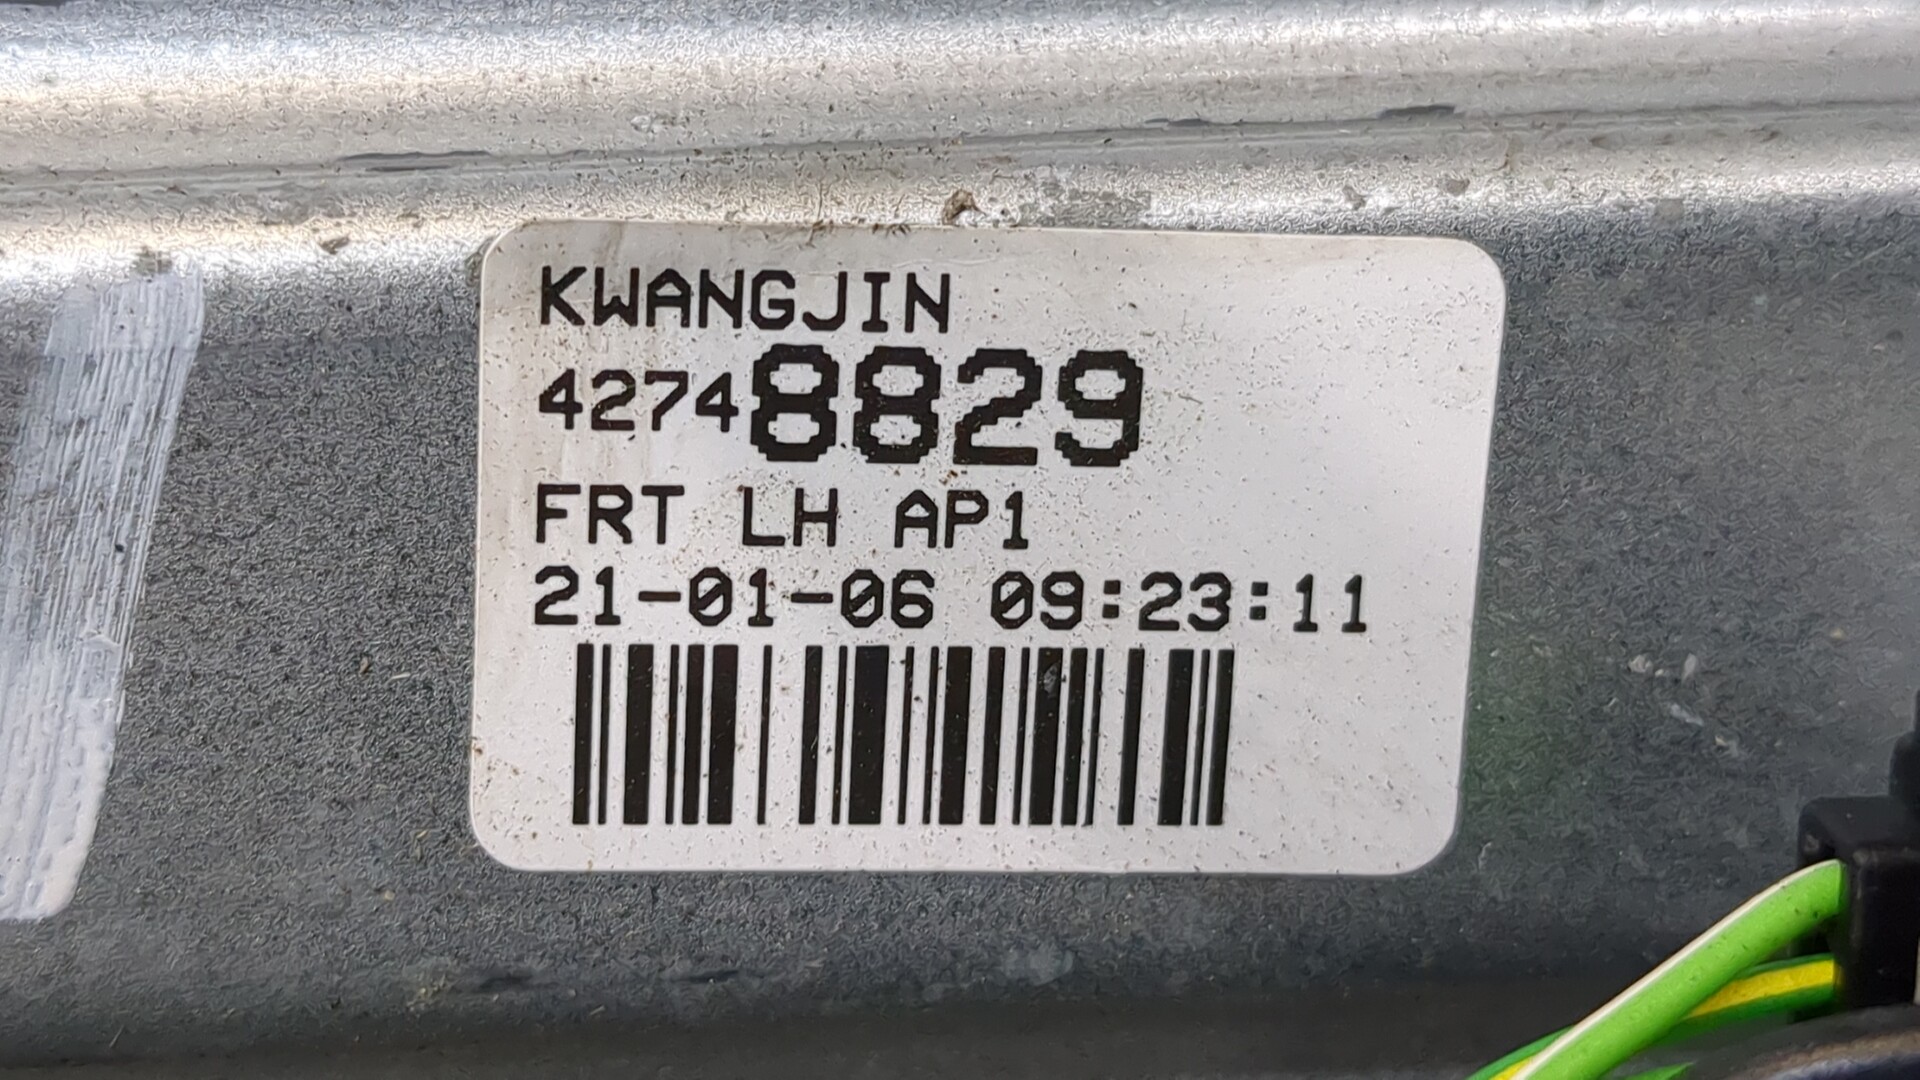 KWANGJIN
42748829
FRT LH AP1
21-01-06 09:23:11